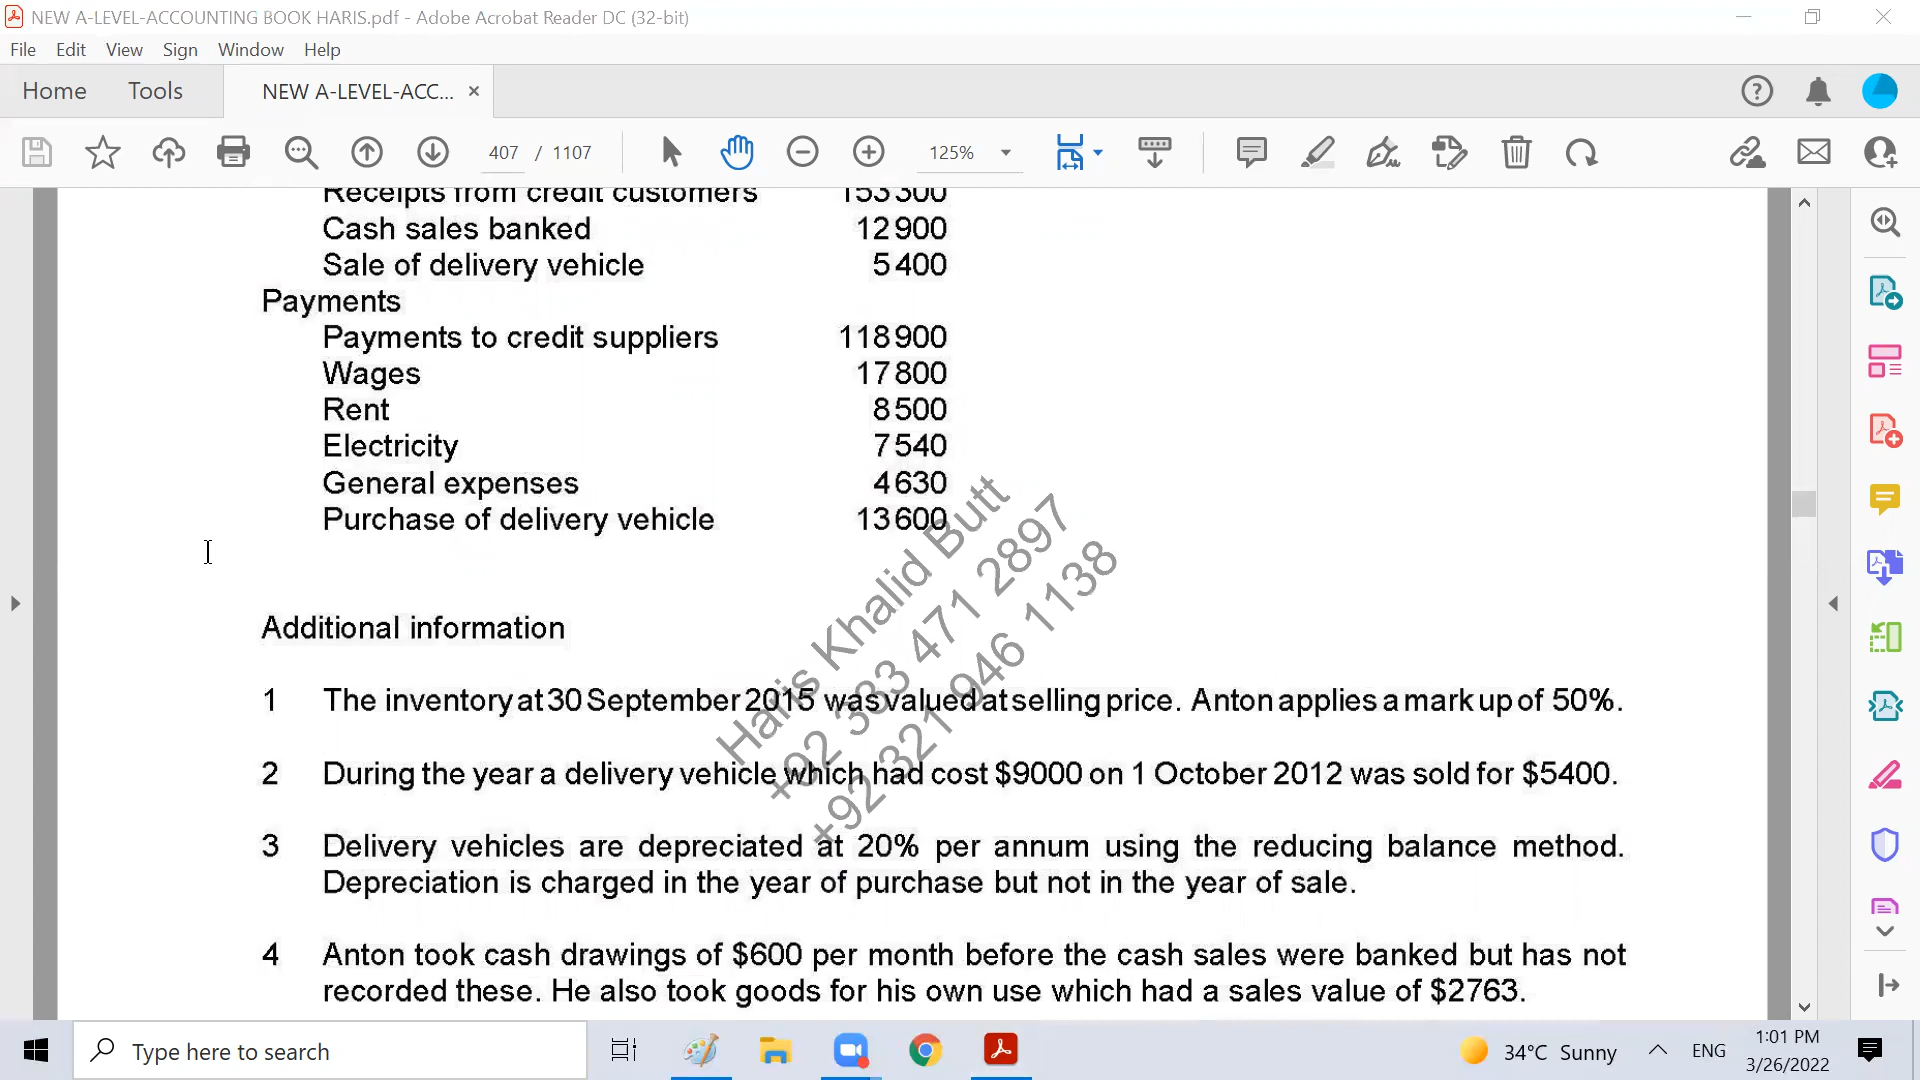 NEW A-LEVEL-ACCOUNTING BOOK HARIS.pdf - Adobe Acrobat Reader DC (32-bit)
File Edit View Sign Window Help
Home Tools NEW A-LEVEL-ACC... ×
407 / 1107 125%
Receipts from credit customers 153 300
Cash sales banked 12 900
Sale of delivery vehicle 5 400
Payments
Payments to credit suppliers 118 900
Wages 17 800
Rent 8 500
Electricity 7 540
General expenses 4 630
Purchase of delivery vehicle 13 600
Haris Khalid Butt
+92 333 471 2897
+92 321 946 1138
Additional information
1 The inventory at 30 September 2015 was valued at selling price. Anton applies a mark up of 50%.
2 During the year a delivery vehicle which had cost $9000 on 1 October 2012 was sold for $5400.
3 Delivery vehicles are depreciated at 20% per annum using the reducing balance method.
Depreciation is charged in the year of purchase but not in the year of sale.
4 Anton took cash drawings of $600 per month before the cash sales were banked but has not
recorded these. He also took goods for his own use which had a sales value of $2763.
Type here to search
34°C Sunny ENG 1:01 PM
3/26/2022